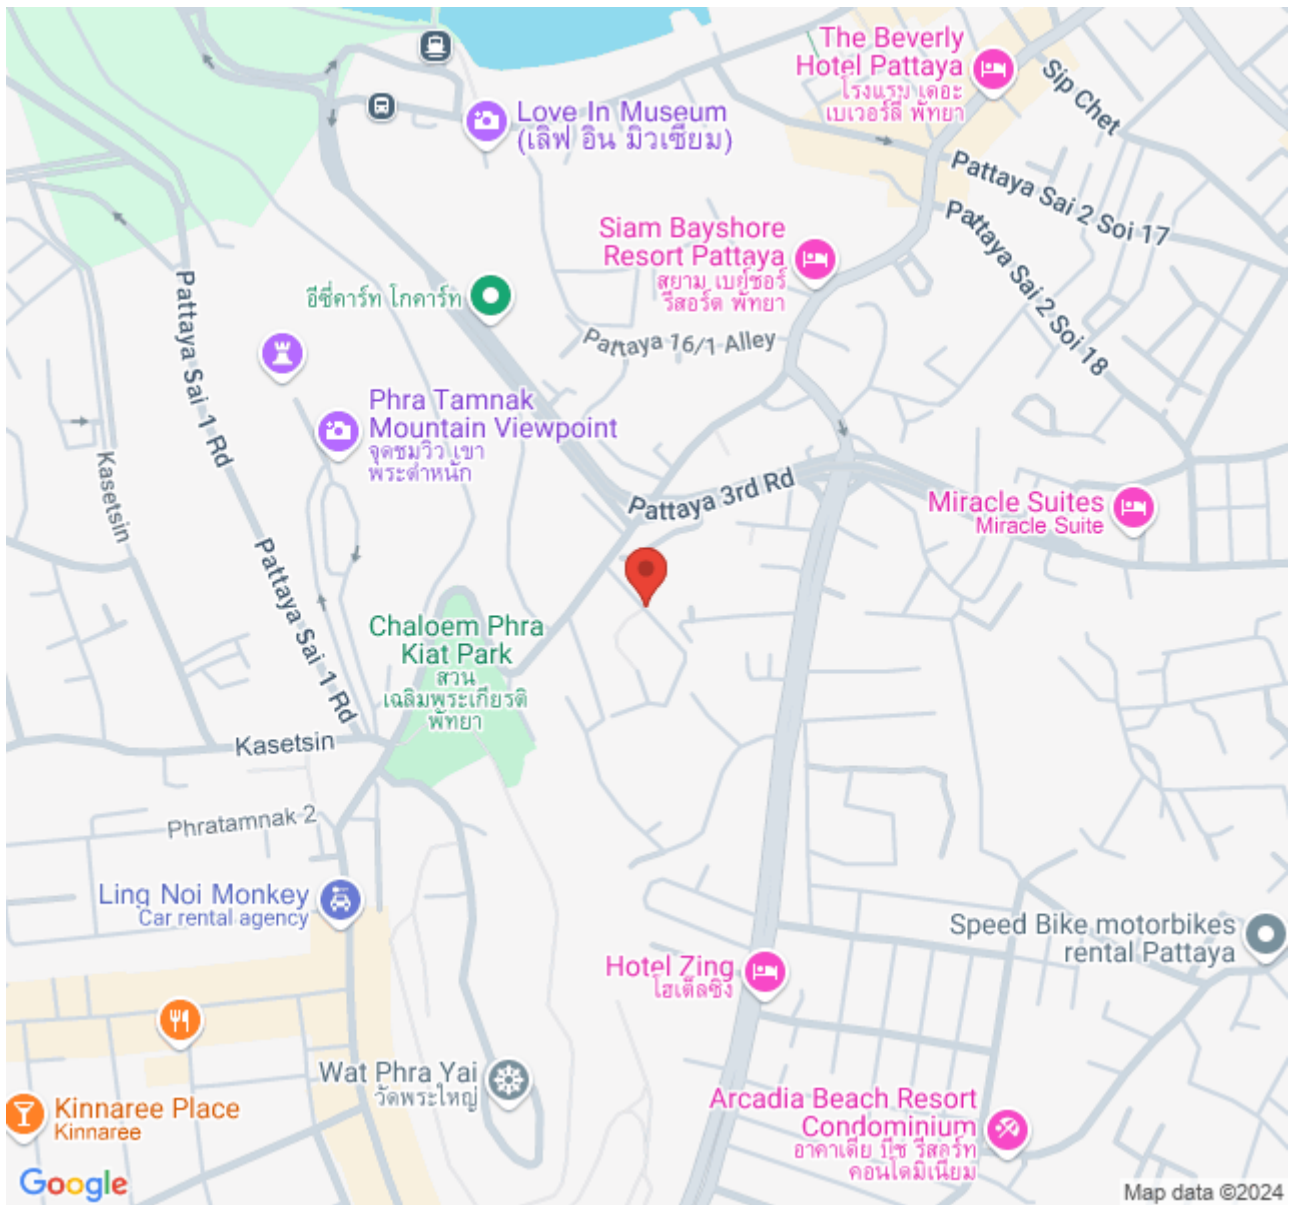 The Beverly
Hotel Pattaya
โรงแรม เดอะ
เบเวอร์ลี่ พัทยา
Sip Chet
Love In Museum
(เลิฟ อิน มิวเซียม)
Pattaya Sai 2 Soi 17
Pattaya Sai 2 Soi 18
Siam Bayshore
Resort Pattaya
สยาม เบย์ชอร์
รีสอร์ต พัทยา
อีซี่คาร์ท โกคาร์ท
Pattaya 16/1 Alley
Pattaya Sai 1 Rd
Phra Tamnak
Mountain Viewpoint
จุดชมวิว เขา
พระตำหนัก
Kasetsin
Pattaya 3rd Rd
Miracle Suites
Miracle Suite
Pattaya Sai 1 Rd
Chaloem Phra
Kiat Park
สวน
เฉลิมพระเกียรติ
พัทยา
Kasetsin
Phratamnak 2
Ling Noi Monkey
Car rental agency
Speed Bike motorbikes
rental Pattaya
Hotel Zing
โฮเต็ลซิง
Wat Phra Yai
วัดพระใหญ่
Kinnaree Place
Kinnaree
Arcadia Beach Resort
Condominium
อาคาเดีย บีช รีสอร์ท
คอนโดมิเนียม
Google
Map data ©2024